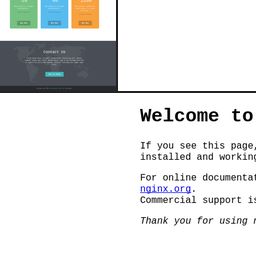 Contact Us
Welcome to
If you see this page,
installed and working
For online documentat
nginx.org.
Commercial support is
Thank you for using n